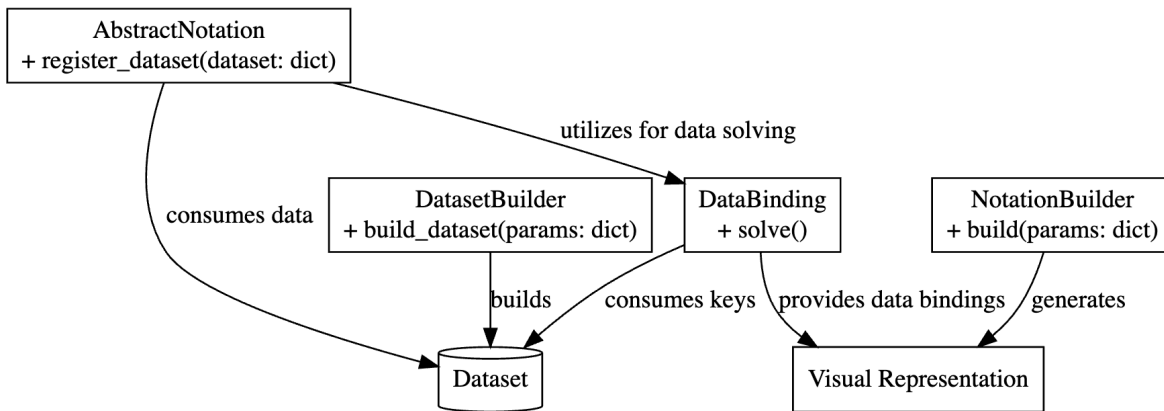 AbstractNotation
+ register_dataset(dataset: dict)
utilizes for data solving
DatasetBuilder
+ build_dataset(params: dict)
DataBinding
+ solve()
NotationBuilder
+ build(params: dict)
consumes data
builds
consumes keys
provides data bindings
generates
Dataset
Visual Representation